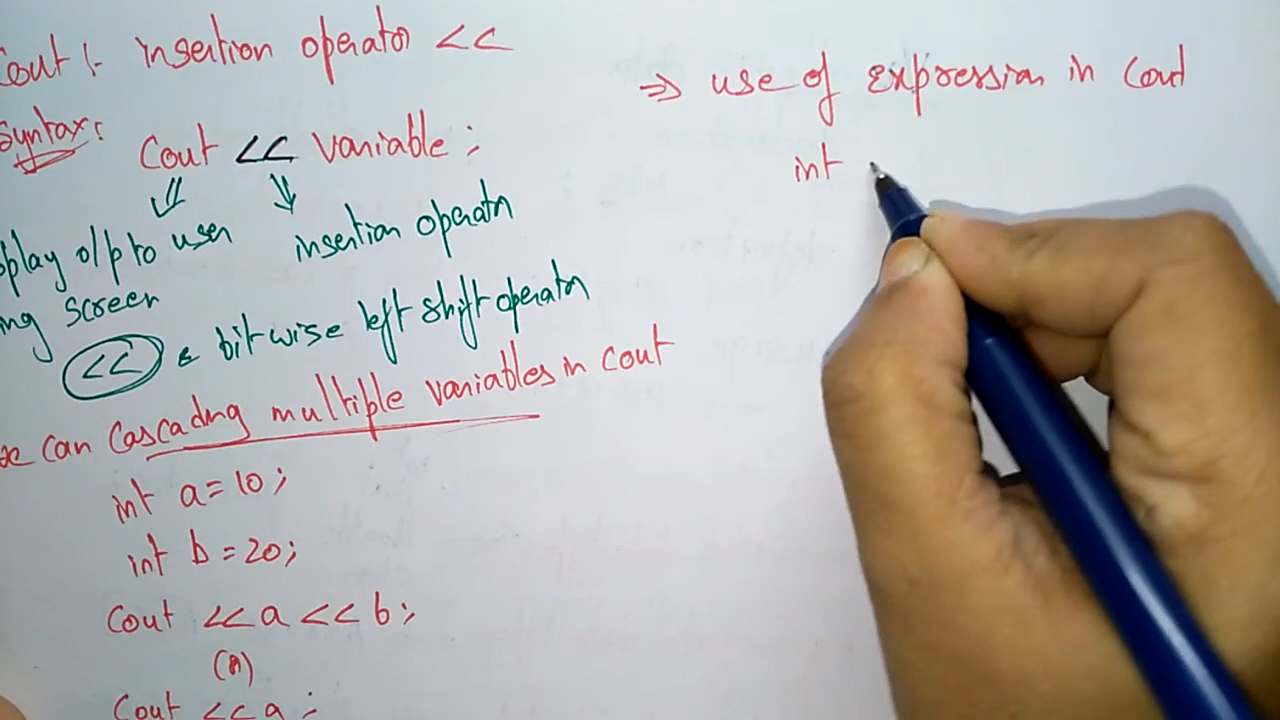 Cout :- insertion operator <<
Syntax:
Cout << variable ;
display o/p to user
screen
insertion operator
<< & bitwise left shift operator
can cascading multiple variables in cout
int a=10;
int b=20;
Cout <<a <<b;
(or)
Cout <<a ;
=> use of expression in Cout
int